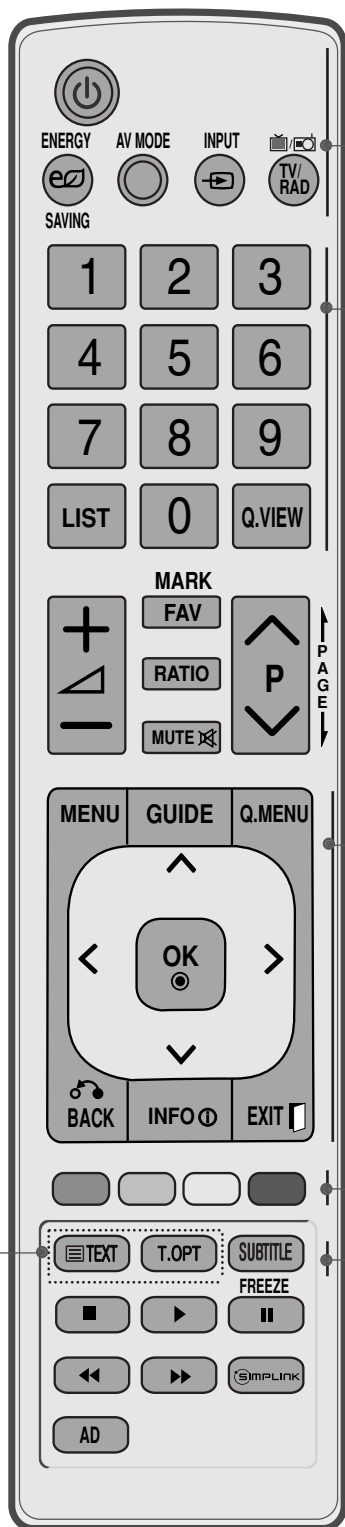 ENERGY AV MODE INPUT
TV/
RAD
SAVING
1 2 3
4 5 6
7 8 9
LIST 0 Q.VIEW
MARK
FAV
RATIO
P
MUTE
PAGE
MENU GUIDE Q.MENU
OK
BACK INFO EXIT
TEXT T.OPT SUBTITLE
FREEZE
SIMPLINK
AD